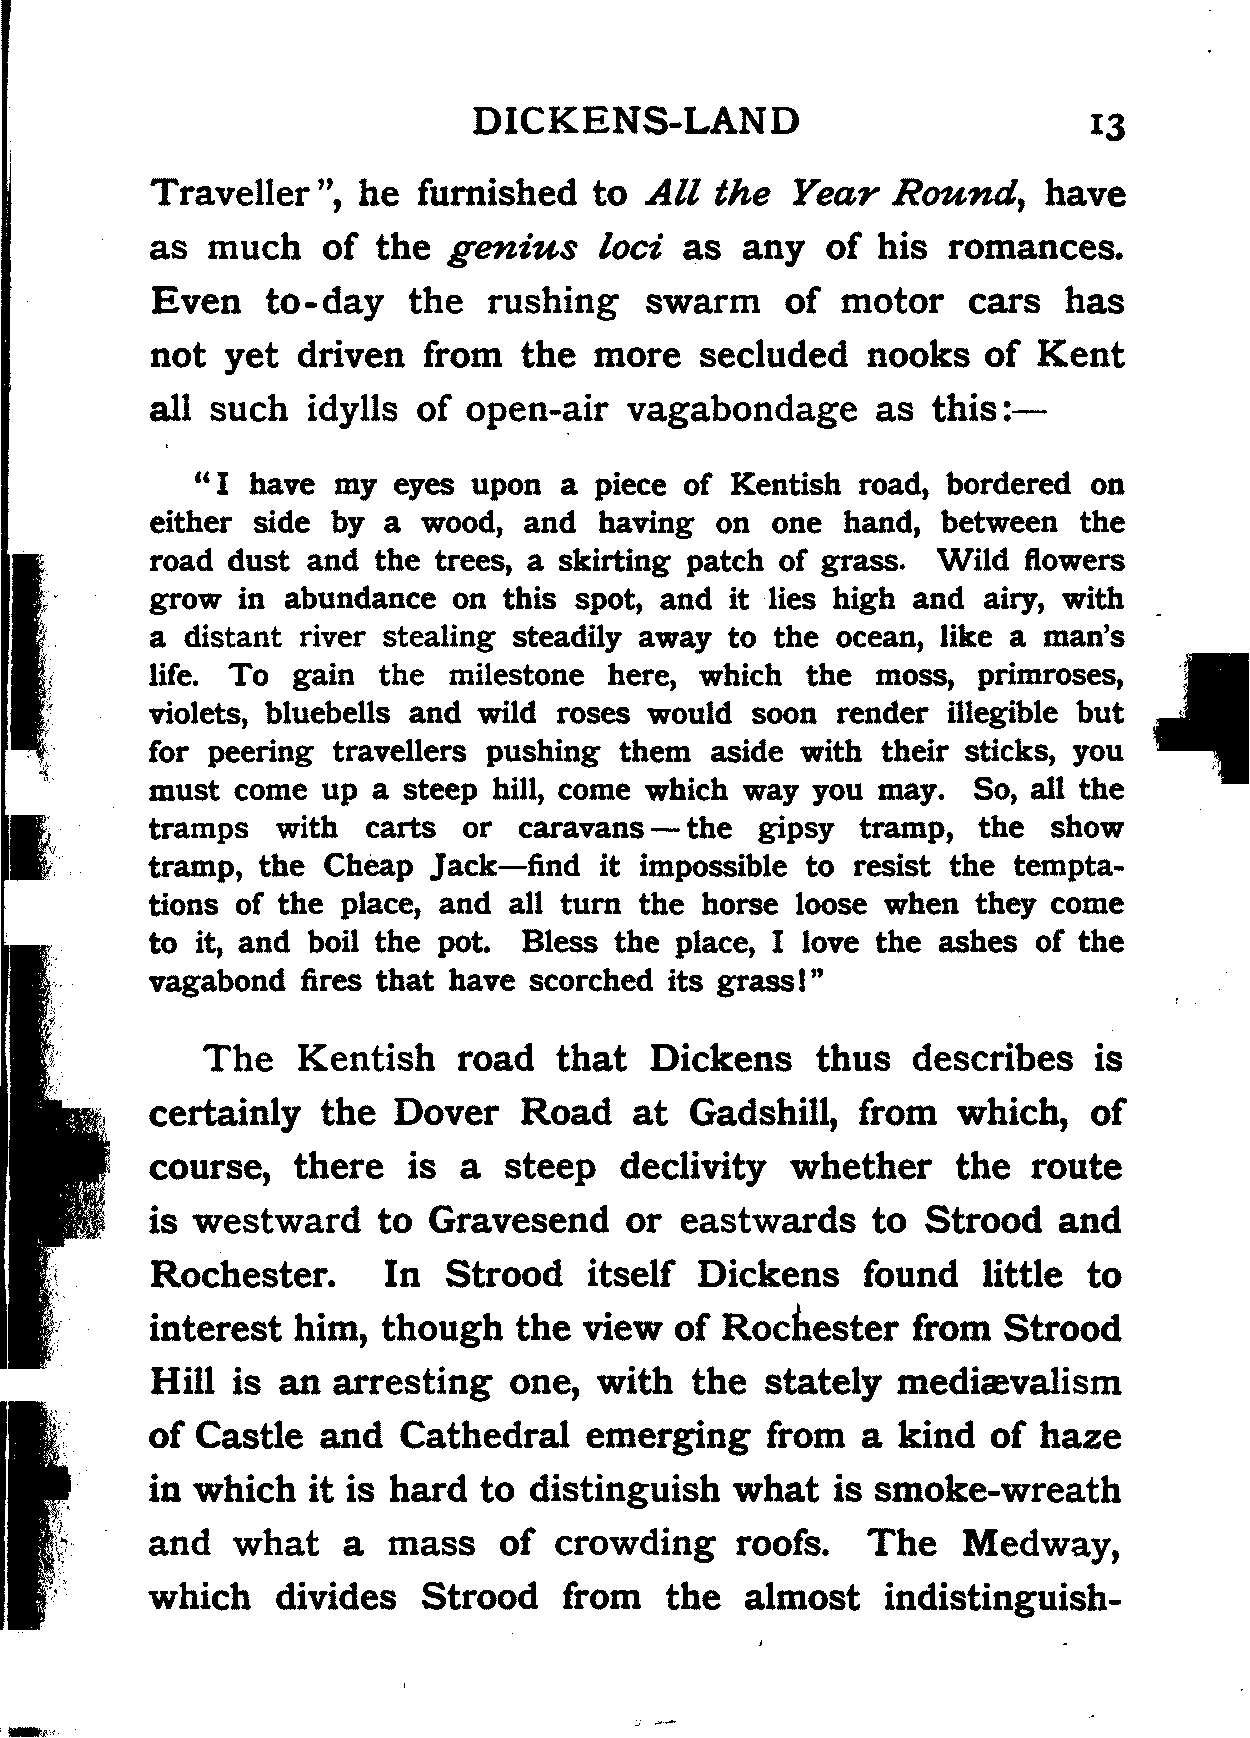 DICKENS-LAND 13
Traveller", he furnished to All the Year Round, have
as much of the genius loci as any of his romances.
Even to-day the rushing swarm of motor cars has
not yet driven from the more secluded nooks of Kent
all such idylls of open-air vagabondage as this:—
"I have my eyes upon a piece of Kentish road, bordered on
either side by a wood, and having on one hand, between the
road dust and the trees, a skirting patch of grass. Wild flowers
grow in abundance on this spot, and it lies high and airy, with
a distant river stealing steadily away to the ocean, like a man's
life. To gain the milestone here, which the moss, primroses,
violets, bluebells and wild roses would soon render illegible but
for peering travellers pushing them aside with their sticks, you
must come up a steep hill, come which way you may. So, all the
tramps with carts or caravans—the gipsy tramp, the show
tramp, the Cheap Jack—find it impossible to resist the tempta-
tions of the place, and all turn the horse loose when they come
to it, and boil the pot. Bless the place, I love the ashes of the
vagabond fires that have scorched its grass!"
The Kentish road that Dickens thus describes is
certainly the Dover Road at Gadshill, from which, of
course, there is a steep declivity whether the route
is westward to Gravesend or eastwards to Strood and
Rochester. In Strood itself Dickens found little to
interest him, though the view of Rochester from Strood
Hill is an arresting one, with the stately mediævalism
of Castle and Cathedral emerging from a kind of haze
in which it is hard to distinguish what is smoke-wreath
and what a mass of crowding roofs. The Medway,
which divides Strood from the almost indistinguish-